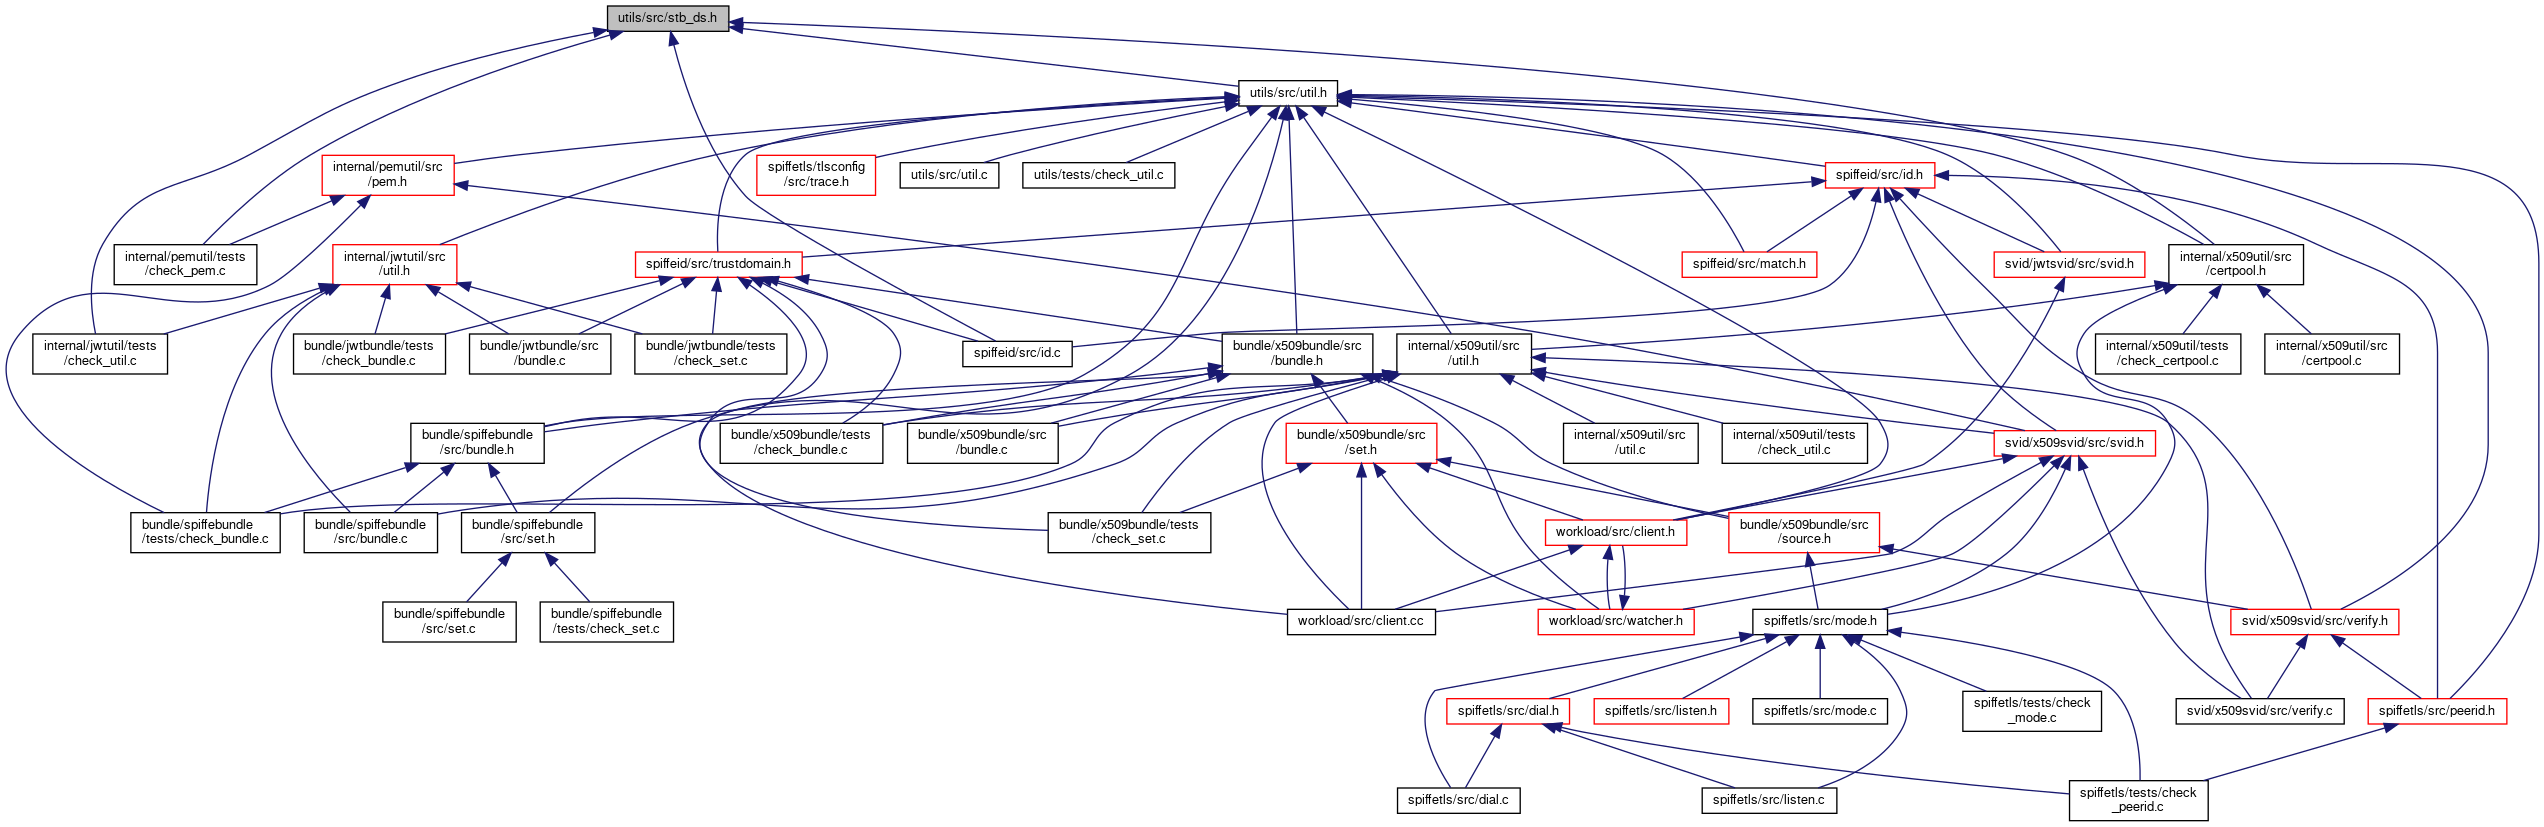 utils/src/stb_ds.h
utils/src/util.h
internal/pemutil/src
/pem.h
spiffetls/tlsconfig
/src/trace.h
utils/src/util.c
utils/tests/check_util.c
spiffeid/src/id.h
internal/pemutil/tests
/check_pem.c
internal/jwtutil/src
/util.h
spiffeid/src/trustdomain.h
spiffeid/src/match.h
svid/jwtsvid/src/svid.h
internal/x509util/src
/certpool.h
internal/jwtutil/tests
/check_util.c
bundle/jwtbundle/tests
/check_bundle.c
bundle/jwtbundle/src
/bundle.c
bundle/jwtbundle/tests
/check_set.c
spiffeid/src/id.c
bundle/x509bundle/src
/bundle.h
internal/x509util/src
/util.h
internal/x509util/tests
/check_certpool.c
internal/x509util/src
/certpool.c
bundle/spiffebundle
/src/bundle.h
bundle/x509bundle/tests
/check_bundle.c
bundle/x509bundle/src
/bundle.c
bundle/x509bundle/src
/set.h
internal/x509util/src
/util.c
internal/x509util/tests
/check_util.c
svid/x509svid/src/svid.h
bundle/spiffebundle
/tests/check_bundle.c
bundle/spiffebundle
/src/bundle.c
bundle/spiffebundle
/src/set.h
bundle/x509bundle/tests
/check_set.c
workload/src/client.h
bundle/x509bundle/src
/source.h
bundle/spiffebundle
/src/set.c
bundle/spiffebundle
/tests/check_set.c
workload/src/client.cc
workload/src/watcher.h
spiffetls/src/mode.h
svid/x509svid/src/verify.h
spiffetls/src/dial.h
spiffetls/src/listen.h
spiffetls/src/mode.c
spiffetls/tests/check
_mode.c
svid/x509svid/src/verify.c
spiffetls/src/peerid.h
spiffetls/src/dial.c
spiffetls/src/listen.c
spiffetls/tests/check
_peerid.c